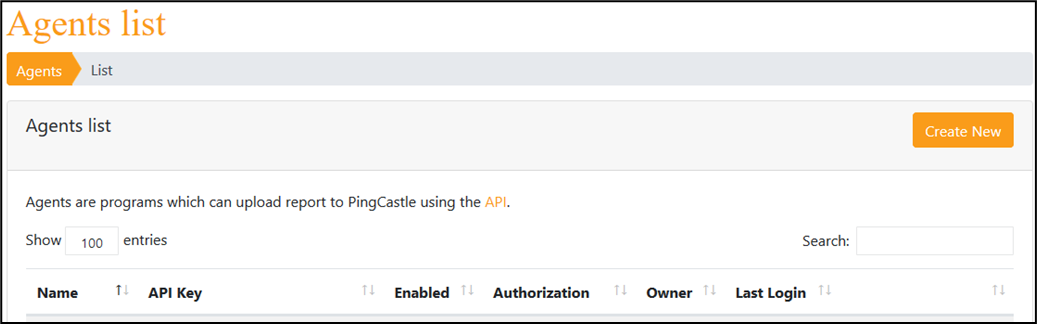 Agents list
Agents List
Agents list Create New
Agents are programs which can upload report to PingCastle using the API.
Show 100 entries Search:
Name API Key Enabled Authorization Owner Last Login